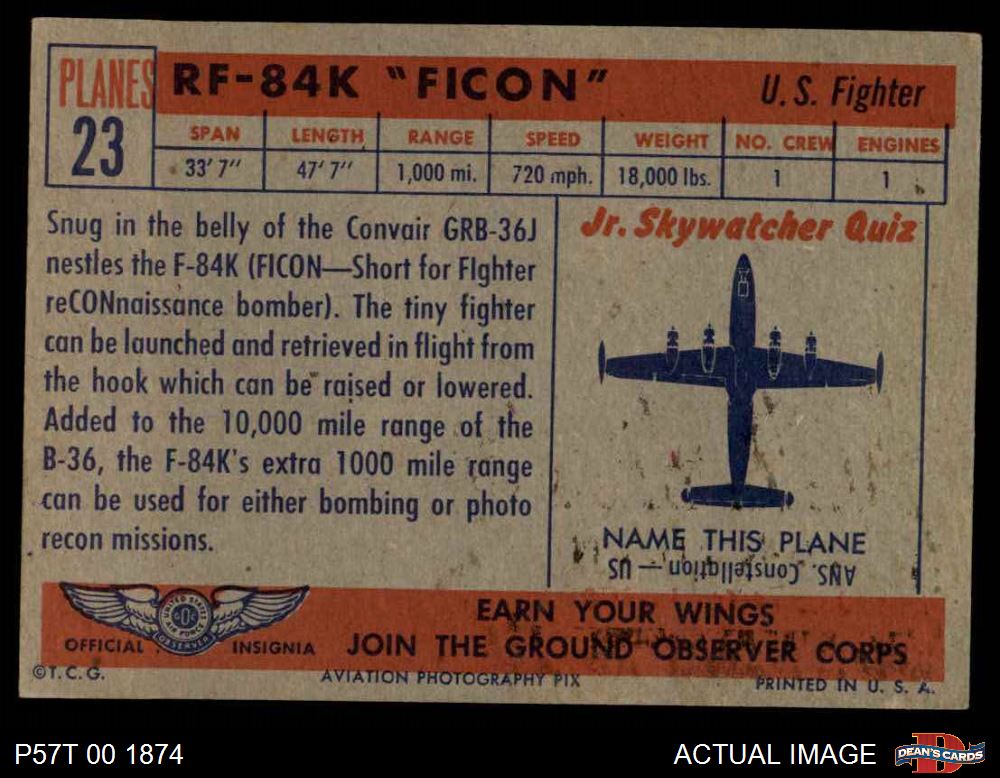 PLANES
23
RF-84K "FICON"
U. S. Fighter
SPAN LENGTH RANGE SPEED WEIGHT NO. CREW ENGINES
33' 7" 47' 7" 1,000 mi. 720 mph. 18,000 lbs. 1 1
Snug in the belly of the Convair GRB-36J
nestles the F-84K (FICON—Short for FIghter
reCONnaissance bomber). The tiny fighter
can be launched and retrieved in flight from
the hook which can be raised or lowered.
Added to the 10,000 mile range of the
B-36, the F-84K's extra 1000 mile range
can be used for either bombing or photo
recon missions.
Jr. Skywatcher Quiz
NAME THIS PLANE
ANS. Constellation — US
UNITED STATES
AIR FORCE
GOC
OBSERVER
OFFICIAL INSIGNIA
EARN YOUR WINGS
JOIN THE GROUND OBSERVER CORPS
©T. C. G.
AVIATION PHOTOGRAPHY PIX
PRINTED IN U. S. A.
P57T 00 1874
ACTUAL IMAGE
DEAN'S CARDS